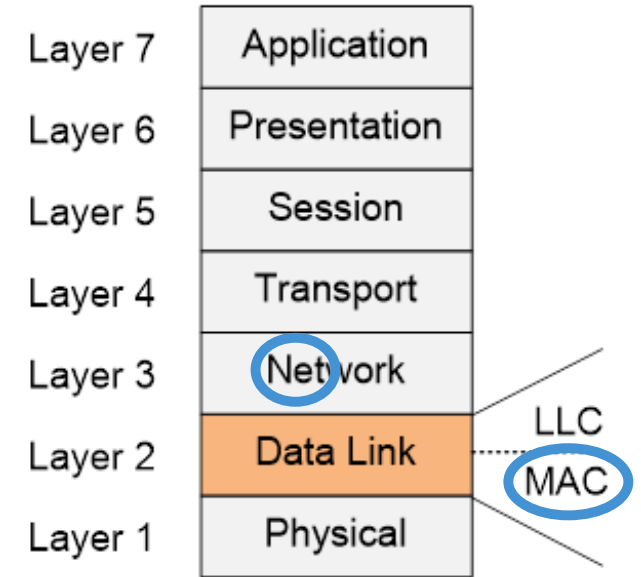 Layer 7 Application
Layer 6 Presentation
Layer 5 Session
Layer 4 Transport
Layer 3 Network
LLC
Layer 2 Data Link
MAC
Layer 1 Physical